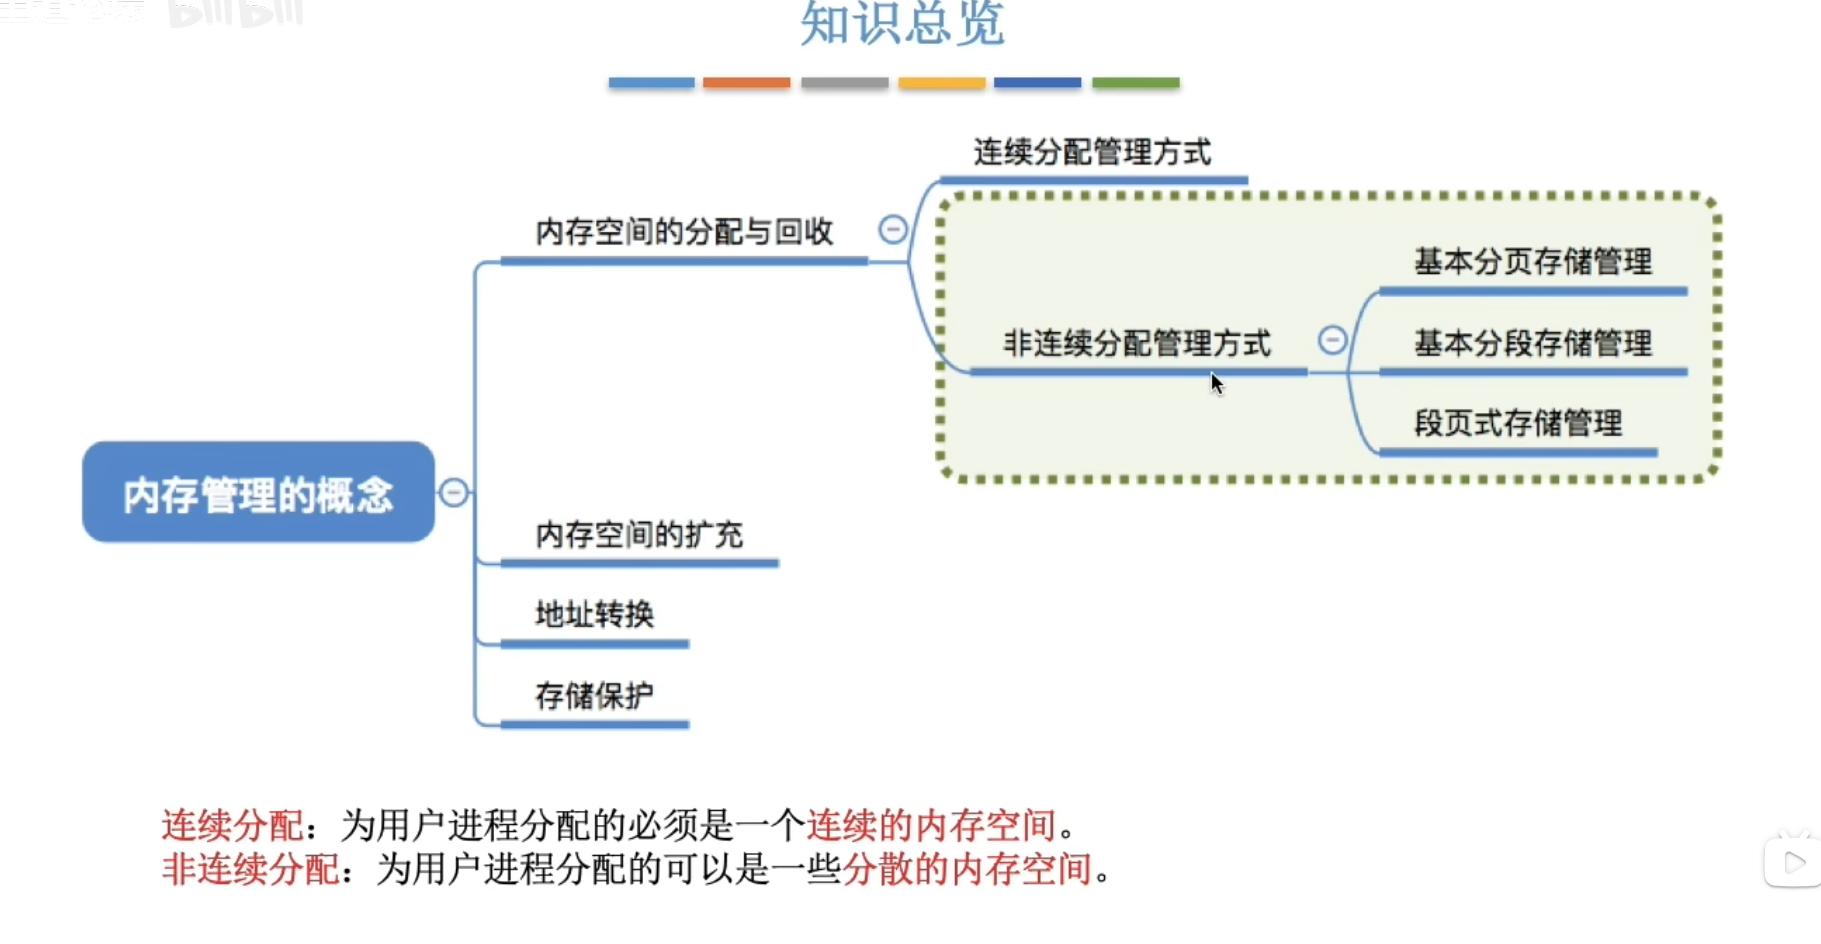 知识总览
连续分配管理方式
内存空间的分配与回收
基本分页存储管理
非连续分配管理方式
基本分段存储管理
段页式存储管理
内存管理的概念
内存空间的扩充
地址转换
存储保护
连续分配：为用户进程分配的必须是一个连续的内存空间。
非连续分配：为用户进程分配的可以是一些分散的内存空间。